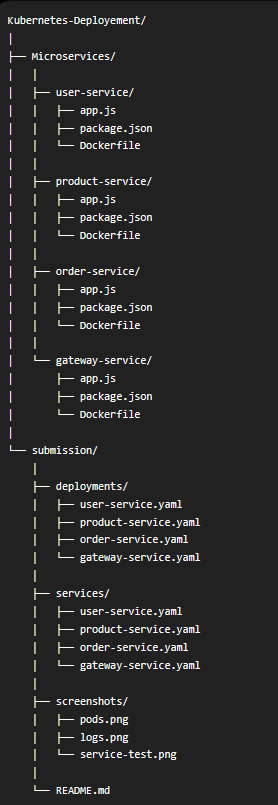 Kubernetes-Deployement/
│
├── Microservices/
│   │
│   ├── user-service/
│   │   ├── app.js
│   │   ├── package.json
│   │   └── Dockerfile
│   │
│   ├── product-service/
│   │   ├── app.js
│   │   ├── package.json
│   │   └── Dockerfile
│   │
│   ├── order-service/
│   │   ├── app.js
│   │   ├── package.json
│   │   └── Dockerfile
│   │
│   └── gateway-service/
│       ├── app.js
│       ├── package.json
│       └── Dockerfile
│
└── submission/
    │
    ├── deployments/
    │   ├── user-service.yaml
    │   ├── product-service.yaml
    │   ├── order-service.yaml
    │   └── gateway-service.yaml
    │
    ├── services/
    │   ├── user-service.yaml
    │   ├── product-service.yaml
    │   ├── order-service.yaml
    │   └── gateway-service.yaml
    │
    ├── screenshots/
    │   ├── pods.png
    │   ├── logs.png
    │   └── service-test.png
    │
    └── README.md